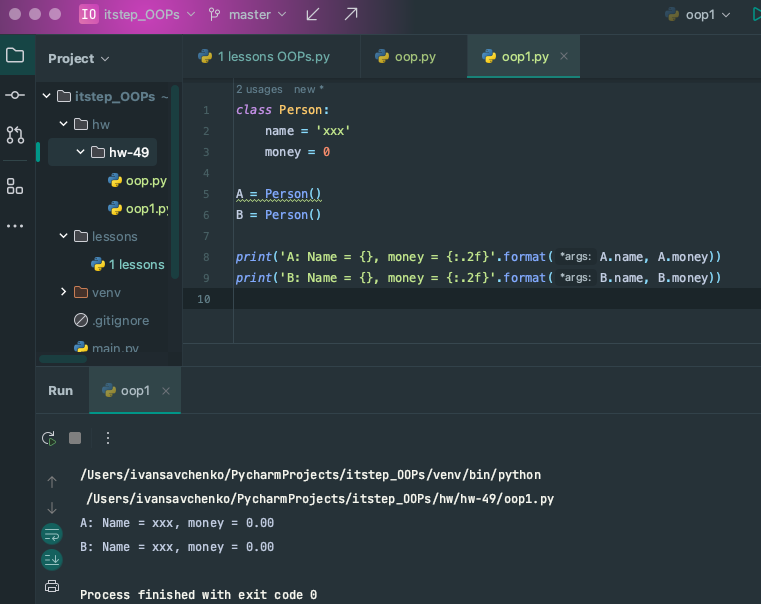 IO itstep_OOPs master oop1
Project 1 lessons OOPs.py oop.py oop1.py
itstep_OOPs ~
hw
hw-49
oop.py
oop1.py
lessons
1 lessons
venv
.gitignore
main.py
2 usages new *
1 class Person:
2 name = 'xxx'
3 money = 0
4
5 A = Person()
6 B = Person()
7
8 print('A: Name = {}, money = {:.2f}'.format( *args: A.name, A.money))
9 print('B: Name = {}, money = {:.2f}'.format( *args: B.name, B.money))
10
Run oop1
/Users/ivansavchenko/PycharmProjects/itstep_OOPs/venv/bin/python
/Users/ivansavchenko/PycharmProjects/itstep_OOPs/hw/hw-49/oop1.py
A: Name = xxx, money = 0.00
B: Name = xxx, money = 0.00
Process finished with exit code 0